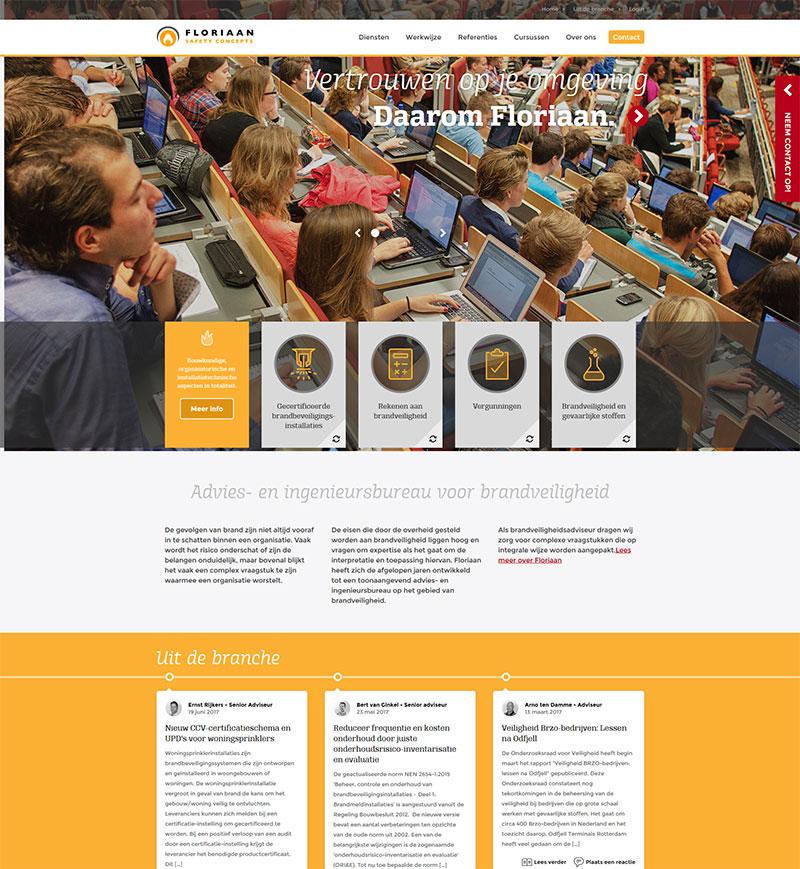 Home
Uit de branche
Login
FLORIAAN
SAFETY CONCEPTS
Diensten
Werkwijze
Referenties
Cursussen
Over ons
Contact
Vertrouwen op je omgeving
Daarom Floriaan.
NEEM CONTACT OP!
Bouwkundige,
organisatorische en
installatietechnische
aspecten in totaliteit.
Meer info
Gecertificeerde
brandbeveiligings-
installaties
Rekenen aan
brandveiligheid
Vergunningen
Brandveiligheid en
gevaarlijke stoffen
Advies- en ingenieursbureau voor brandveiligheid
De gevolgen van brand zijn niet altijd vooraf
in te schatten binnen een organisatie. Vaak
wordt het risico onderschat of zijn de
belangen onduidelijk, maar bovenal blijkt
het vaak een complex vraagstuk te zijn
waarmee een organisatie worstelt.
De eisen die door de overheid gesteld
worden aan brandveiligheid liggen hoog en
vragen om expertise als het gaat om de
interpretatie en toepassing hiervan. Floriaan
heeft zich de afgelopen jaren ontwikkeld
tot een toonaangevend advies- en
ingenieursbureau op het gebied van
brandveiligheid.
Als brandveiligheidsadviseur dragen wij
zorg voor complexe vraagstukken die op
integrale wijze worden aangepakt.Lees
meer over Floriaan
Uit de branche
Ernst Rijkers - Senior Adviseur
19 juni 2017
Nieuw CCV-certificatieschema en
UPD's voor woningsprinklers
Woningsprinklerinstallaties zijn
brandbeveiligingssystemen die zijn ontworpen
en geïnstalleerd in woongebouwen of
woningen. De woningsprinklerinstallatie
vergroot in geval van brand de kans om het
gebouw/woning veilig te ontvluchten.
Leveranciers kunnen zich melden bij een
certificatie-instelling om gecertificeerd te
worden. Bij een positief verloop van een audit
door een certificatie-instelling krijgt de
leverancier het benodigde productcertificaat.
Dit [...]
Bert van Ginkel - Senior adviseur
23 mei 2017
Reduceer frequentie en kosten
onderhoud door juiste
onderhoudsrisico-inventarisatie
en evaluatie
De geactualiseerde norm NEN 2654-1:2015
'Beheer, controle en onderhoud van
brandbeveiligingsinstallaties - Deel 1:
Brandmeldinstallaties' is aangestuurd vanuit de
Regeling Bouwbesluit 2012. De nieuwe versie
bevat een aantal verbeteringen ten opzichte
van de oude norm uit 2002. Een van de
belangrijkste wijzigingen is de zogenaamde
'onderhoudsrisico-inventarisatie en evaluatie'
(ORI&E). Tot nu toe bepaalde de norm [...]
Arno ten Damme - Adviseur
13 maart 2017
Veiligheid Brzo-bedrijven: Lessen
na Odfjell
De Onderzoeksraad voor Veiligheid heeft begin
maart het rapport "Veiligheid BRZO-bedrijven:
lessen na Odfjell" gepubliceerd. Deze
Onderzoeksraad constateert nog
tekortkomingen in de beheersing van de
veiligheid bij bedrijven die op grote schaal
werken met gevaarlijke stoffen. Het gaat om
circa 400 Brzo-bedrijven in Nederland en het
toezicht daarop. Odfjell Terminals Rotterdam
heeft veel gedaan om de [...]
Lees verder
Plaats een reactie